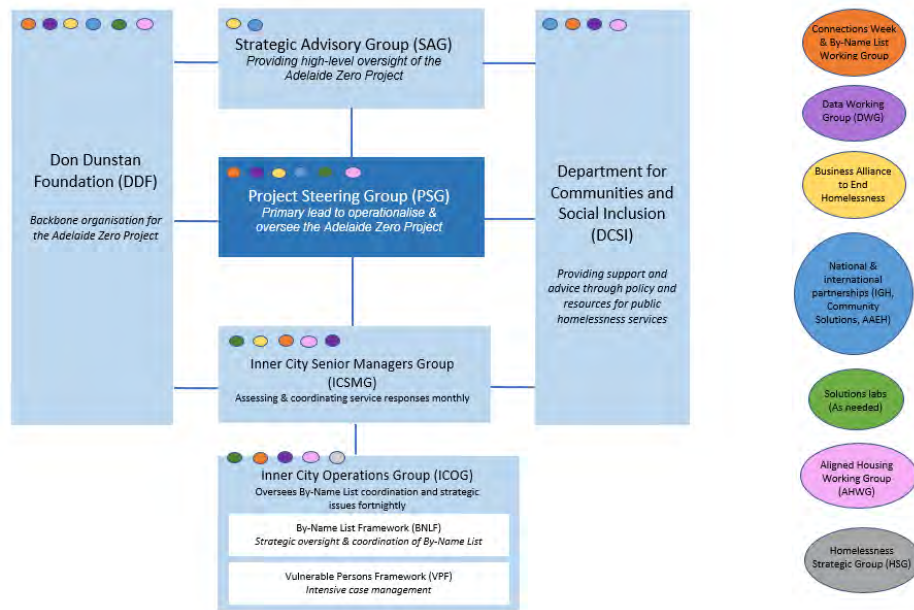 Strategic Advisory Group (SAG)
Providing high-level oversight of the
Adelaide Zero Project
Don Dunstan
Foundation (DDF)
Backbone organisation for
the Adelaide Zero Project
Project Steering Group (PSG)
Primary lead to operationalise &
oversee the Adelaide Zero Project
Department for
Communities and
Social Inclusion
(DCSI)
Providing support and
advice through policy and
resources for public
homelessness services
Inner City Senior Managers Group
(ICSMG)
Assessing & coordinating service responses monthly
Inner City Operations Group (ICOG)
Oversees By-Name List coordination and strategic
issues fortnightly
By-Name List Framework (BNLF)
Strategic oversight & coordination of By-Name List
Vulnerable Persons Framework (VPF)
Intensive case management
Connections Week
& By-Name List
Working Group
Data Working
Group (DWG)
Business Alliance
to End
Homelessness
National &
international
partnerships (IGH,
Community
Solutions, AAEH)
Solutions labs
(As needed)
Aligned Housing
Working Group
(AHWG)
Homelessness
Strategic Group (HSG)